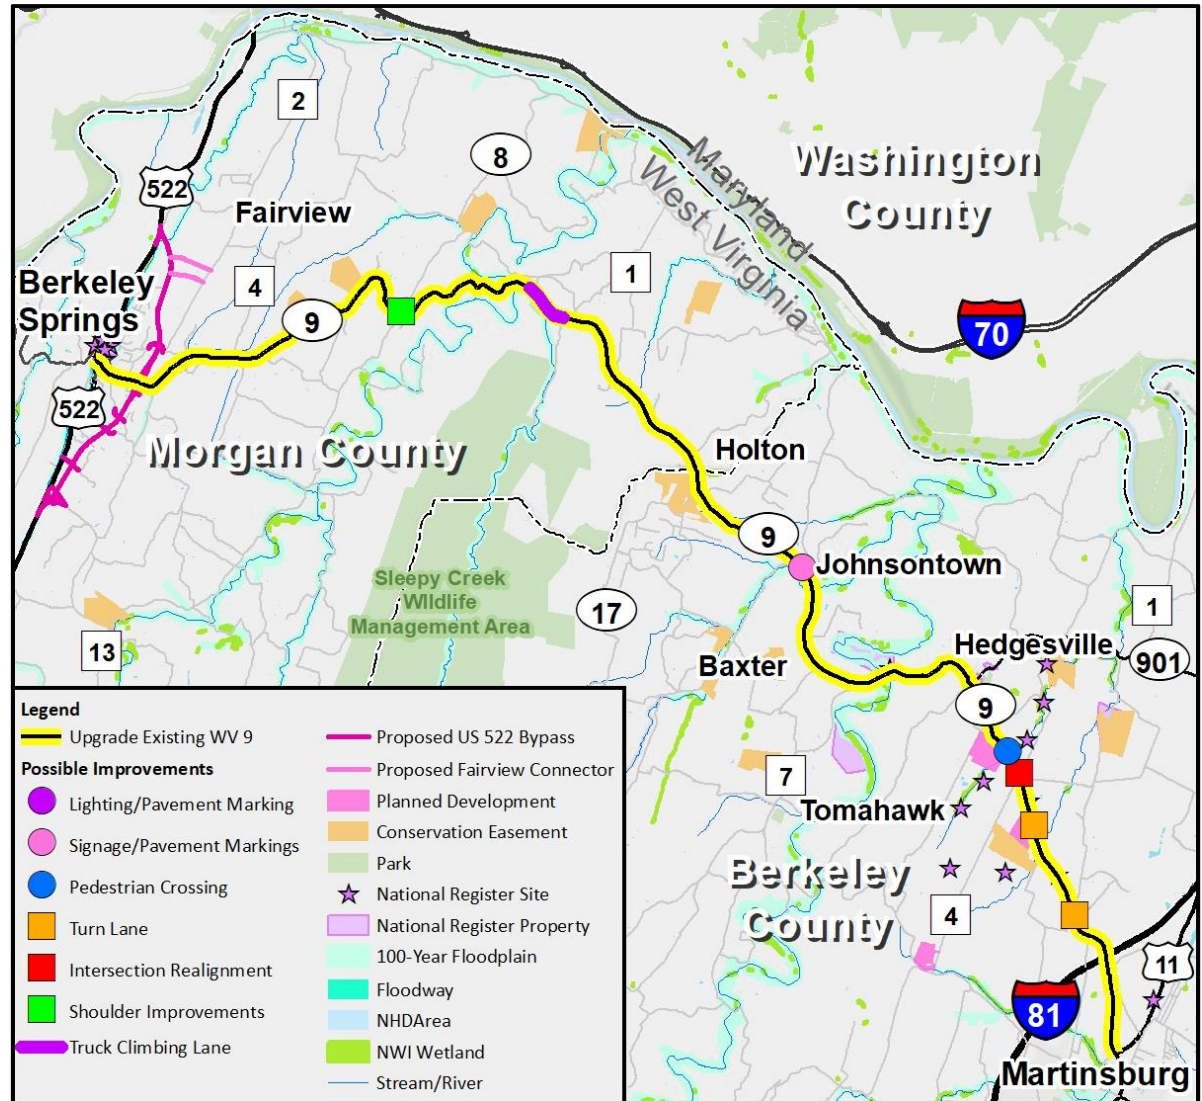 2
8
Maryland
West Virginia
Washington
County
522
Fairview
1
Berkeley
Springs
4
9
70
522
Morgan County
Holton
9
Johnsontown
Sleepy Creek
WIldlife
Management Area
17
1
13
Baxter
Hedgesville
901
9
7
Tomahawk
Berkeley
County
4
11
81
Martinsburg
Legend
Upgrade Existing WV 9
Possible Improvements
Lighting/Pavement Marking
Signage/Pavement Markings
Pedestrian Crossing
Turn Lane
Intersection Realignment
Shoulder Improvements
Truck Climbing Lane
Proposed US 522 Bypass
Proposed Fairview Connector
Planned Development
Conservation Easement
Park
National Register Site
National Register Property
100-Year Floodplain
Floodway
NHDArea
NWI Wetland
Stream/River